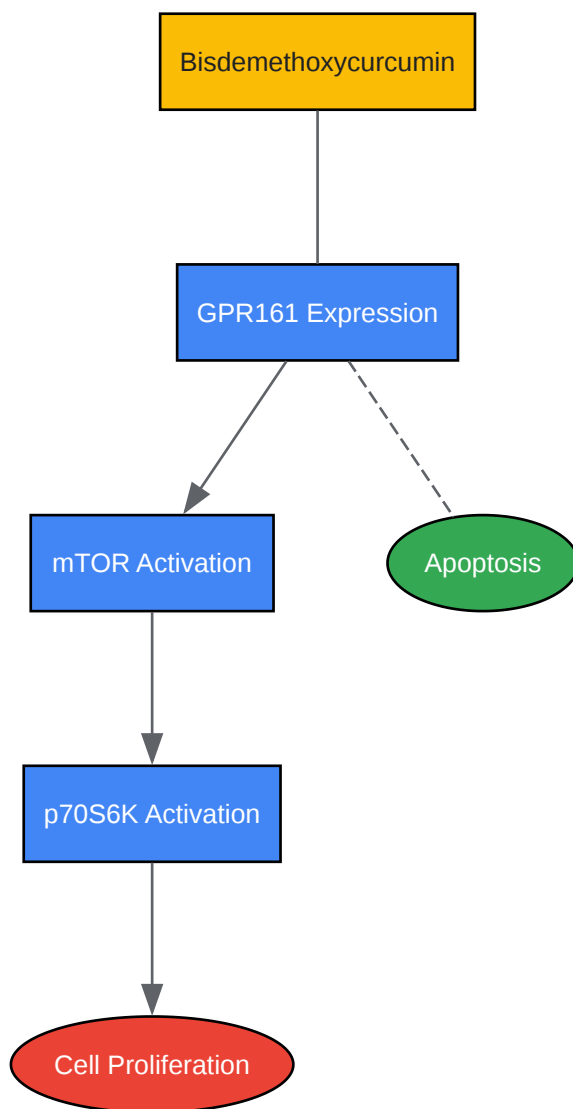 Bisdemethoxycurcumin
GPR161 Expression
mTOR Activation
Apoptosis
p70S6K Activation
Cell Proliferation